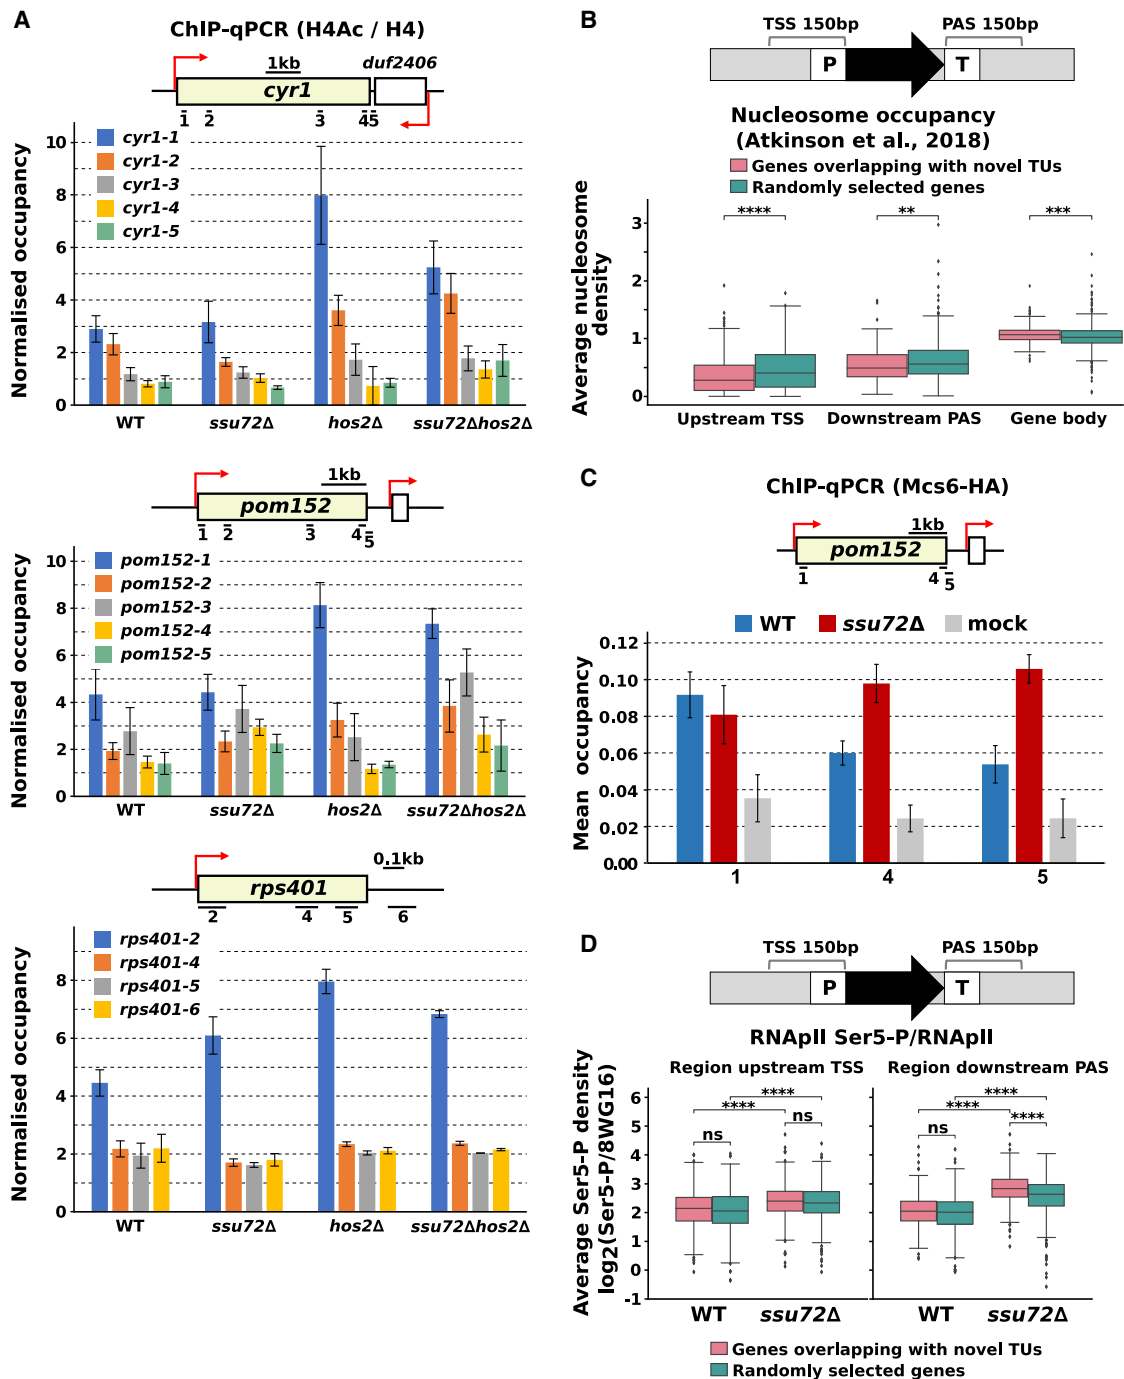 A
ChIP-qPCR (H4Ac / H4)
1kb
duf2406
cyr1
1 2 3 45
Normalised occupancy
10
8
6
4
2
0
cyr1-1
cyr1-2
cyr1-3
cyr1-4
cyr1-5
WT ssu72Δ hos2Δ ssu72Δhos2Δ
1kb
pom152
1 2 3 4 5
Normalised occupancy
10
8
6
4
2
0
pom152-1
pom152-2
pom152-3
pom152-4
pom152-5
WT ssu72Δ hos2Δ ssu72Δhos2Δ
0.1kb
rps401
2 4 5 6
Normalised occupancy
8
6
4
2
0
rps401-2
rps401-4
rps401-5
rps401-6
WT ssu72Δ hos2Δ ssu72Δhos2Δ
B
TSS 150bp PAS 150bp
P T
Nucleosome occupancy
(Atkinson et al., 2018)
Genes overlapping with novel TUs
Randomly selected genes
Average nucleosome
density
3
2
1
0
**** ** ***
Upstream TSS Downstream PAS Gene body
C
ChIP-qPCR (Mcs6-HA)
1kb
pom152
1 4 5
WT ssu72Δ mock
Mean occupancy
0.12
0.10
0.08
0.06
0.04
0.02
0.00
1 4 5
D
TSS 150bp PAS 150bp
P T
RNApII Ser5-P/RNApII
Region upstream TSS Region downstream PAS
Average Ser5-P density
log2(Ser5-P/8WG16)
6
5
4
3
2
1
0
-1
**** **** ns ns
**** **** ns ****
WT ssu72Δ WT ssu72Δ
Genes overlapping with novel TUs
Randomly selected genes